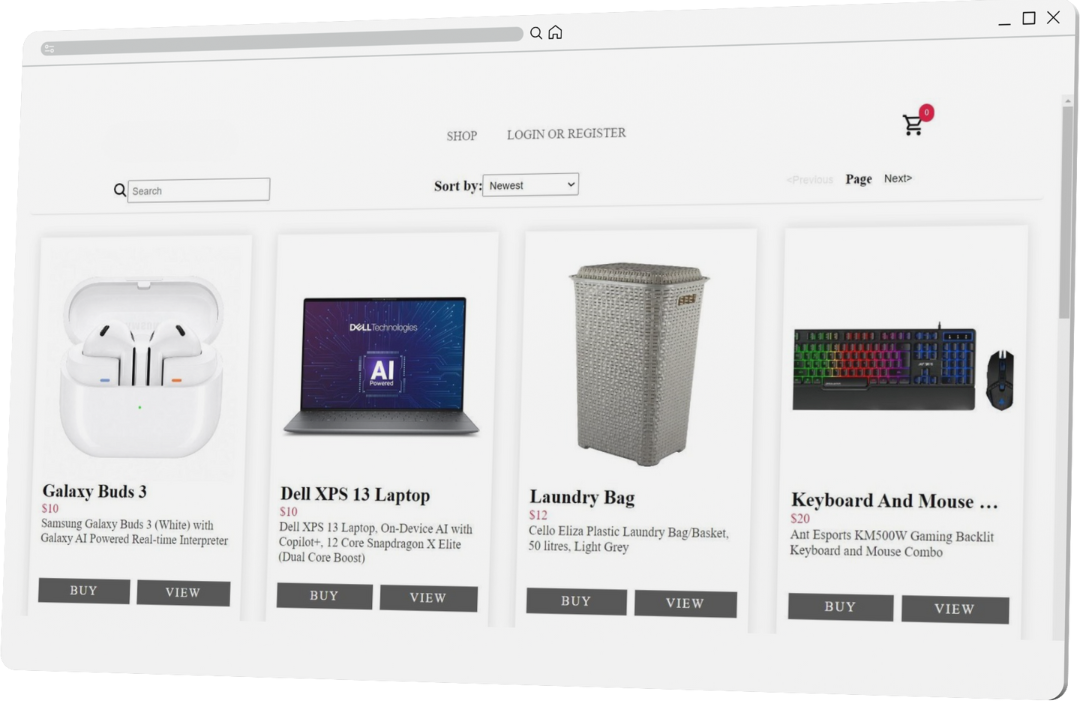 0
SHOP LOGIN OR REGISTER
Search
Sort by: Newest
<Previous Page Next>
DELLTechnologies
AI
Powered
Galaxy Buds 3
$10
Samsung Galaxy Buds 3 (White) with
Galaxy AI Powered Real-time Interpreter
BUY VIEW
Dell XPS 13 Laptop
$10
Dell XPS 13 Laptop, On-Device AI with
Copilot+, 12 Core Snapdragon X Elite
(Dual Core Boost)
BUY VIEW
Laundry Bag
$12
Cello Eliza Plastic Laundry Bag/Basket,
50 litres, Light Grey
BUY VIEW
Keyboard And Mouse ...
$20
Ant Esports KM500W Gaming Backlit
Keyboard and Mouse Combo
BUY VIEW